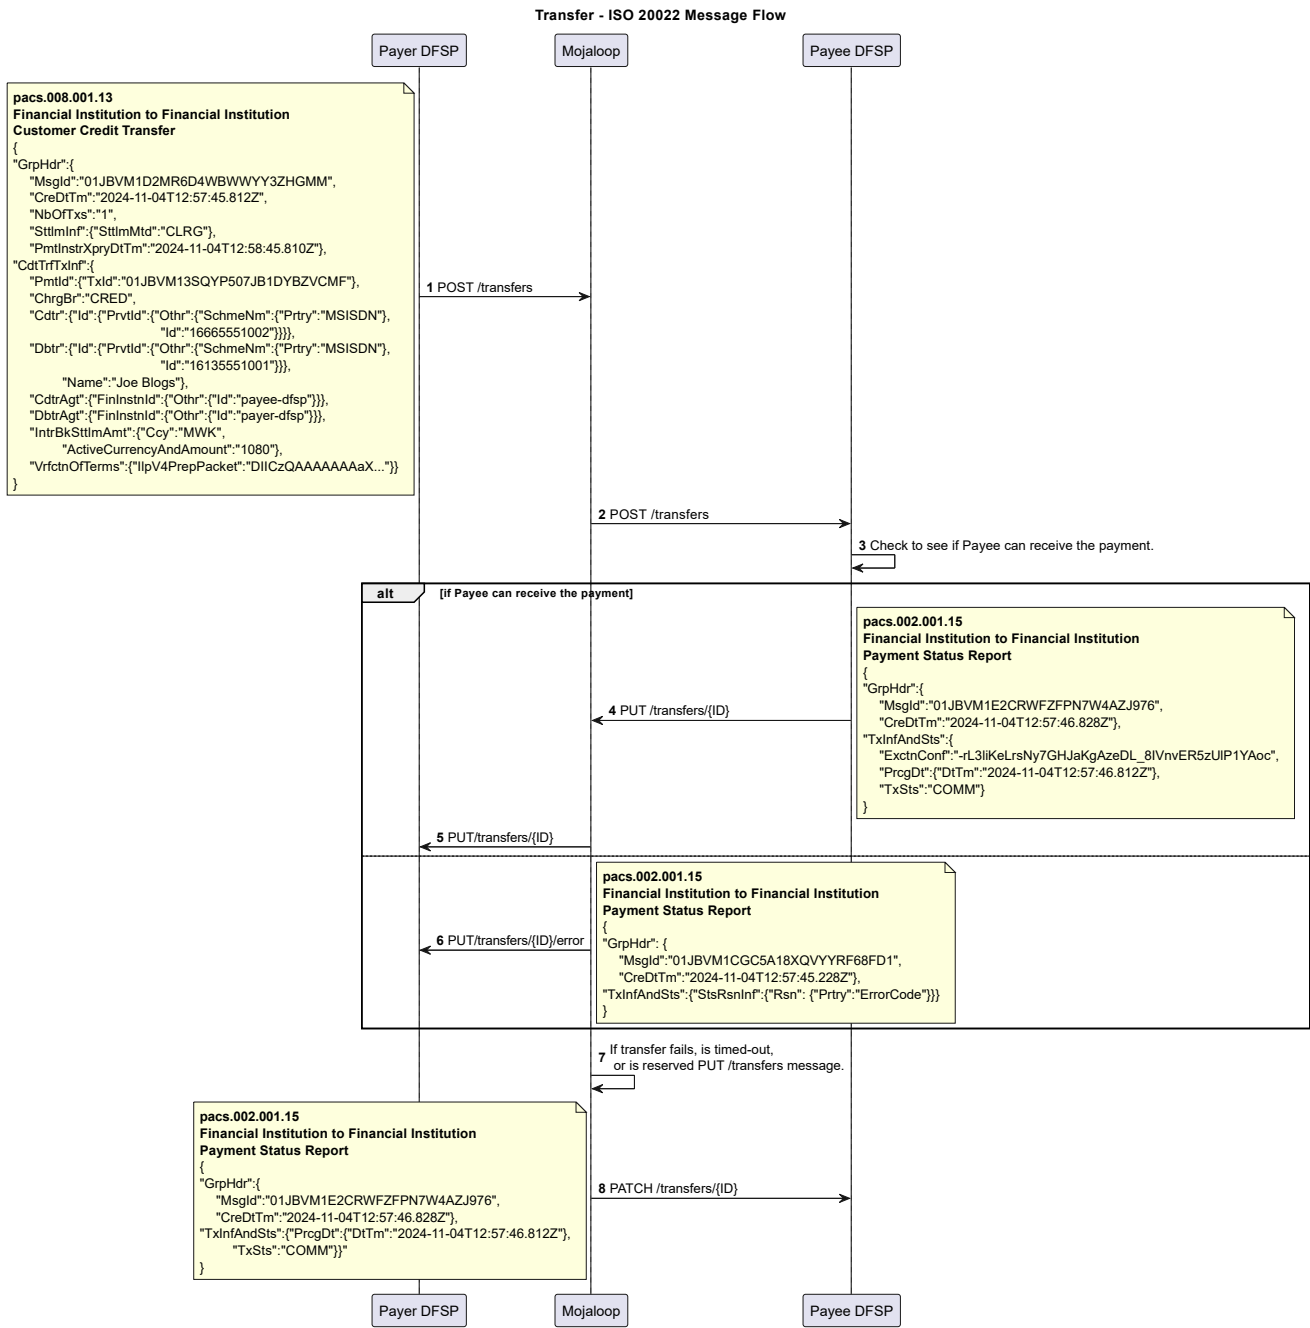 Transfer - ISO 20022 Message Flow
Payer DFSP
Mojaloop
Payee DFSP
pacs.008.001.13
Financial Institution to Financial Institution
Customer Credit Transfer
{
"GrpHdr":{
"MsgId":"01JBVM1D2MR6D4WBWWYY3ZHGMM",
"CreDtTm":"2024-11-04T12:57:45.812Z",
"NbOfTxs":"1",
"SttlmInf":{"SttlmMtd":"CLRG"},
"PmtInstrXpryDtTm":"2024-11-04T12:58:45.810Z"},
"CdtTrfTxInf":{
"PmtId":{"TxId":"01JBVM13SQYP507JB1DYBZVCMF"},
"ChrgBr":"CRED",
"Cdtr":{"Id":{"PrvtId":{"Othr":{"SchmeNm":{"Prtry":"MSISDN"},
"Id":"16665551002"}}}},
"Dbtr":{"Id":{"PrvtId":{"Othr":{"SchmeNm":{"Prtry":"MSISDN"},
"Id":"16135551001"}}},
"Name":"Joe Blogs"},
"CdtrAgt":{"FinInstnId":{"Othr":{"Id":"payee-dfsp"}}},
"DbtrAgt":{"FinInstnId":{"Othr":{"Id":"payer-dfsp"}}},
"IntrBkSttlmAmt":{"Ccy":"MWK",
"ActiveCurrencyAndAmount":"1080"},
"VrfctnOfTerms":{"IlpV4PrepPacket":"DIICzQAAAAAAAaX..."}}
}
1 POST /transfers
2 POST /transfers
3 Check to see if Payee can receive the payment.
alt [if Payee can receive the payment]
pacs.002.001.15
Financial Institution to Financial Institution
Payment Status Report
{
"GrpHdr":{
"MsgId":"01JBVM1E2CRWFZFPN7W4AZJ976",
"CreDtTm":"2024-11-04T12:57:46.828Z"},
"TxInfAndSts":{
"ExctnConf":"-rL3liKeLrsNy7GHJaKgAzeDL_8IVnvER5zUlP1YAoc",
"PrcgDt":{"DtTm":"2024-11-04T12:57:46.812Z"},
"TxSts":"COMM"}
}
4 PUT /transfers/{ID}
5 PUT/transfers/{ID}
pacs.002.001.15
Financial Institution to Financial Institution
Payment Status Report
{
"GrpHdr": {
"MsgId":"01JBVM1CGC5A18XQVYYRF68FD1",
"CreDtTm":"2024-11-04T12:57:45.228Z"},
"TxInfAndSts":{"StsRsnInf":{"Rsn": {"Prtry":"ErrorCode"}}}
}
6 PUT/transfers/{ID}/error
7 If transfer fails, is timed-out,
or is reserved PUT /transfers message.
pacs.002.001.15
Financial Institution to Financial Institution
Payment Status Report
{
"GrpHdr":{
"MsgId":"01JBVM1E2CRWFZFPN7W4AZJ976",
"CreDtTm":"2024-11-04T12:57:46.828Z"},
"TxInfAndSts":{"PrcgDt":{"DtTm":"2024-11-04T12:57:46.812Z"},
"TxSts":"COMM"}}"
}
8 PATCH /transfers/{ID}
Payer DFSP
Mojaloop
Payee DFSP